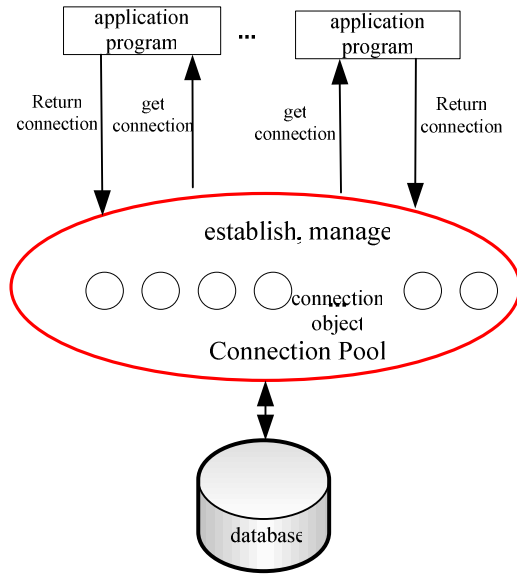 application
program
...
application
program
Return
connection
get
connection
get
connection
Return
connection
establish, manage
...
connection
object
Connection Pool
database